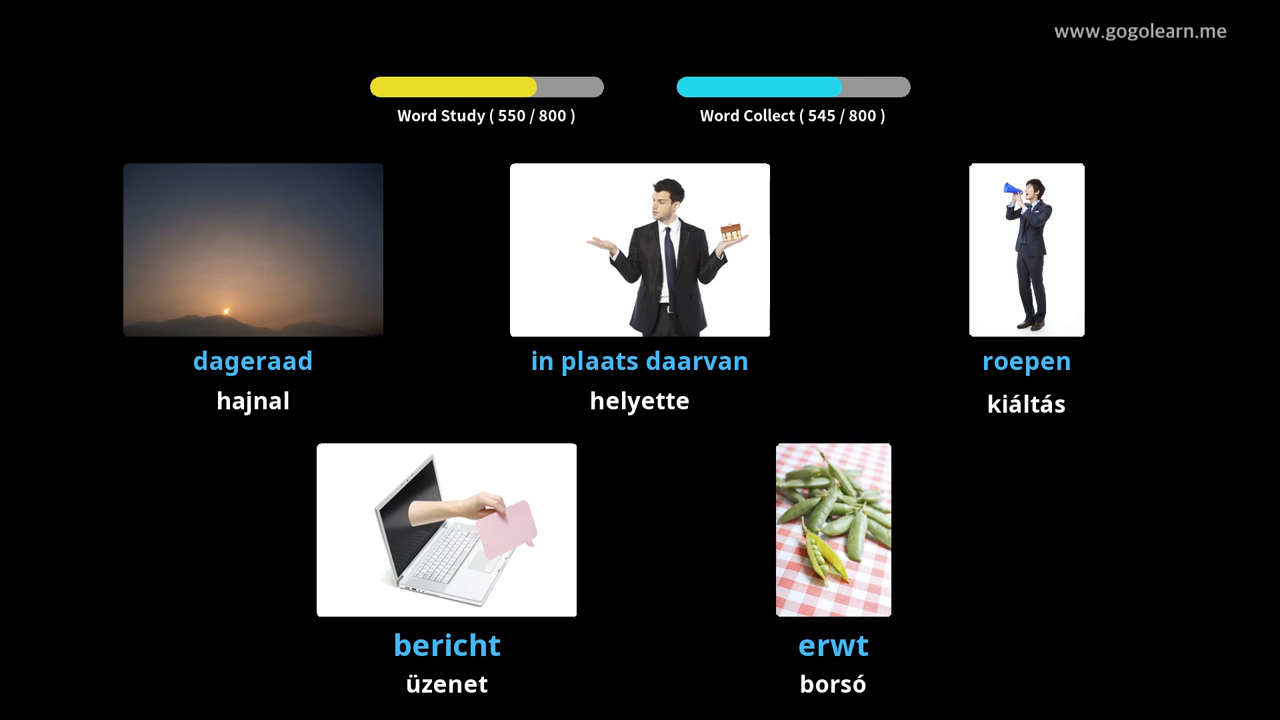 www.gogolearn.me
Word Study ( 550 / 800 )
Word Collect ( 545 / 800 )
dageraad
hajnal
in plaats daarvan
helyette
roepen
kiáltás
bericht
üzenet
erwt
borsó